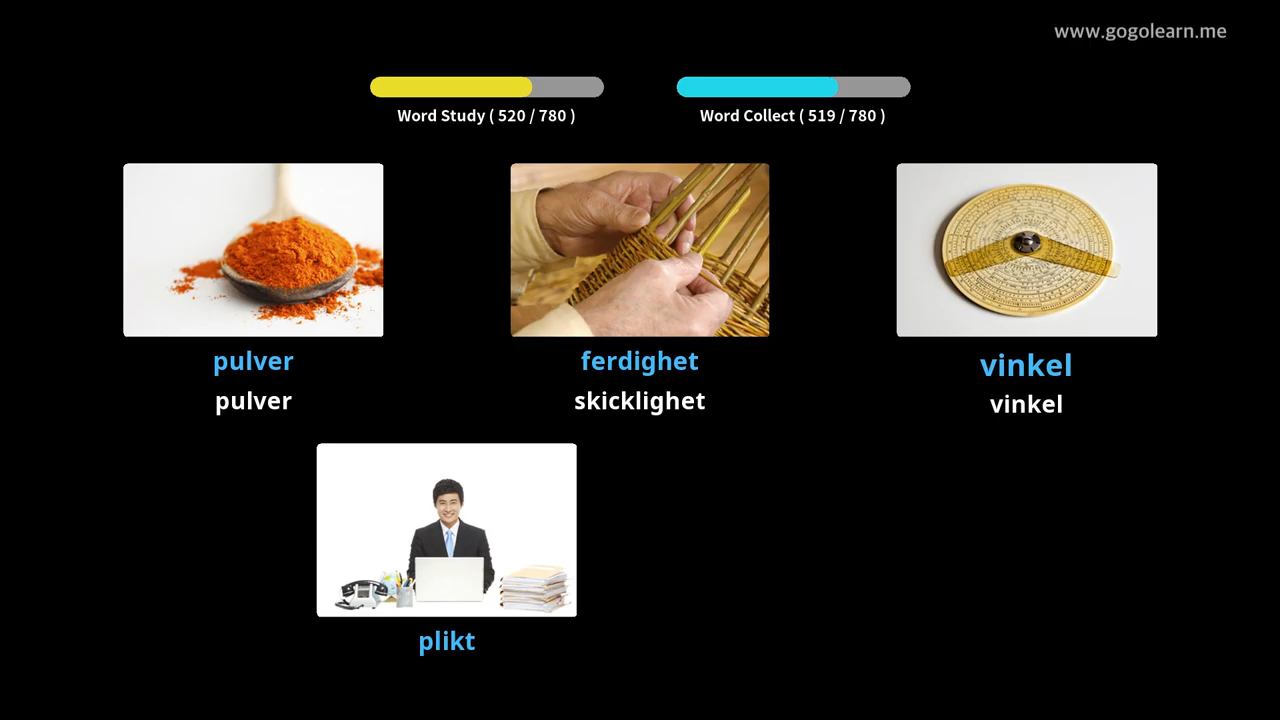 www.gogolearn.me
Word Study ( 520 / 780 )
Word Collect ( 519 / 780 )
pulver
pulver
ferdighet
skicklighet
vinkel
vinkel
plikt